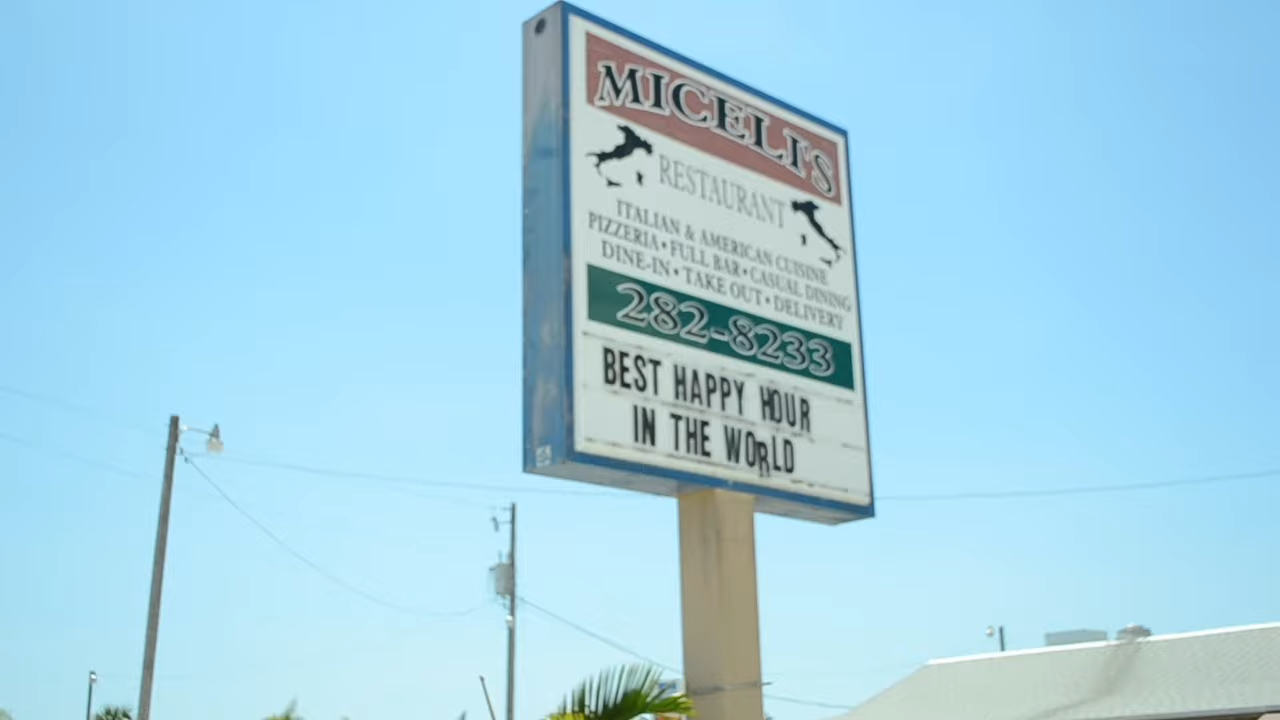 MICELI'S
RESTAURANT
ITALIAN & AMERICAN CUISINE
PIZZERIA • FULL BAR • CASUAL DINING
DINE-IN • TAKE OUT • DELIVERY
282-8233
BEST HAPPY HOUR
IN THE WORLD